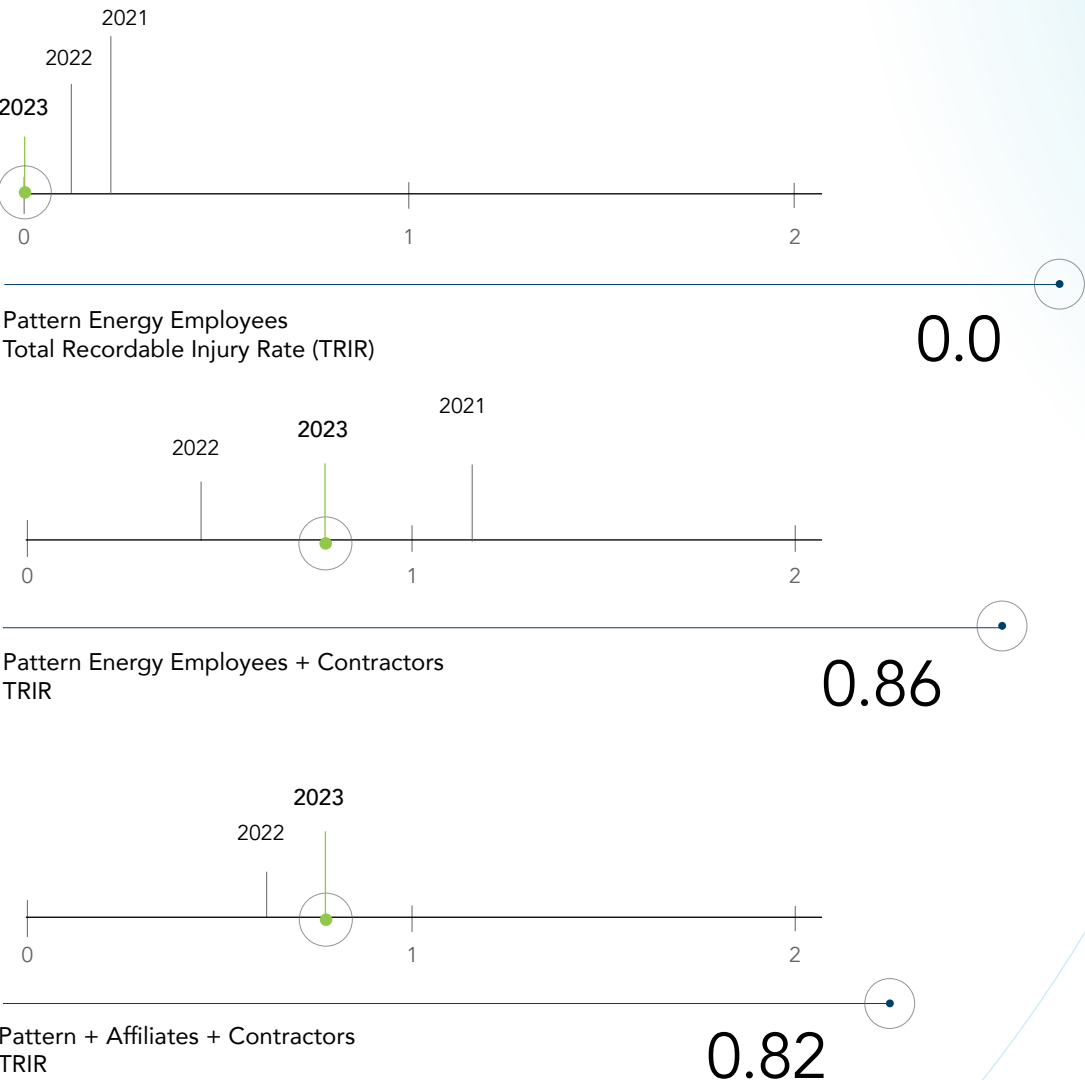 2021
2022
2023
0 1 2
Pattern Energy Employees
Total Recordable Injury Rate (TRIR)
0.0
2021
2023
2022
0 1 2
Pattern Energy Employees + Contractors
TRIR
0.86
2023
2022
0 1 2
Pattern + Affiliates + Contractors
TRIR
0.82